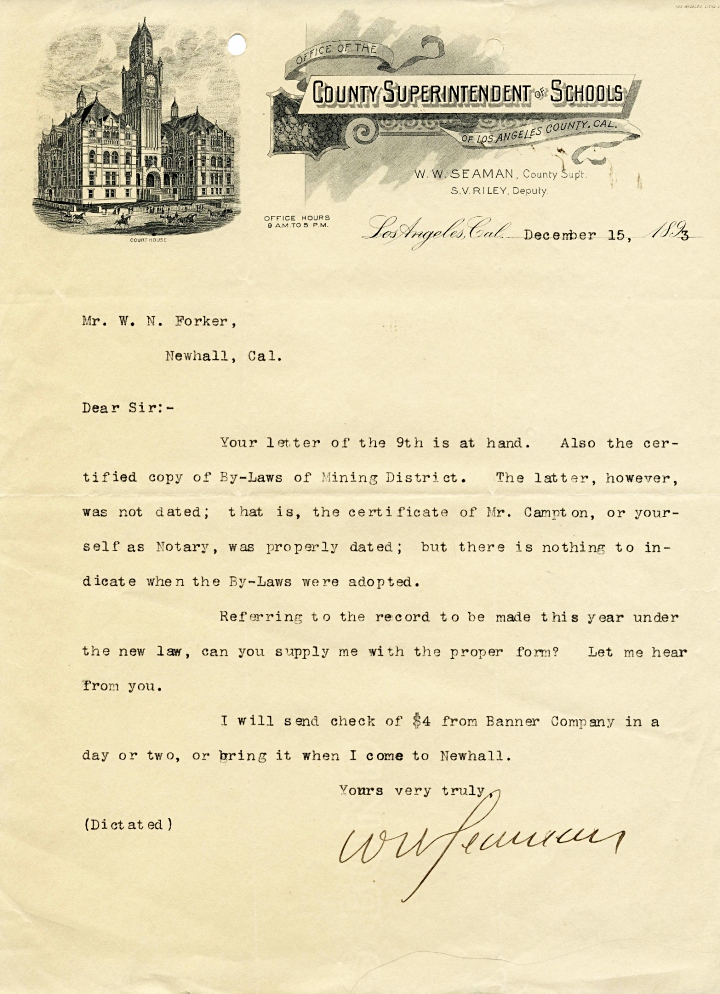 OFFICE OF THE
COUNTY SUPERINTENDENT OF SCHOOLS
OF LOS ANGELES COUNTY, CAL.
W. W. SEAMAN, County Supt.
S. V. RILEY, Deputy.
OFFICE HOURS
9 A.M. TO 5 P.M.
COURT HOUSE
Los Angeles, Cal. December 15, 1893
Mr. W. N. Forker,
Newhall, Cal.
Dear Sir:-
Your letter of the 9th is at hand. Also the cer-
tified copy of By-Laws of Mining District. The latter, however,
was not dated; that is, the certificate of Mr. Campton, or your-
self as Notary, was properly dated; but there is nothing to in-
dicate when the By-Laws were adopted.
Referring to the record to be made this year under
the new law, can you supply me with the proper form? Let me hear
from you.
I will send check of $4 from Banner Company in a
day or two, or bring it when I come to Newhall.
Yours very truly,
(Dictated)
W W Seaman